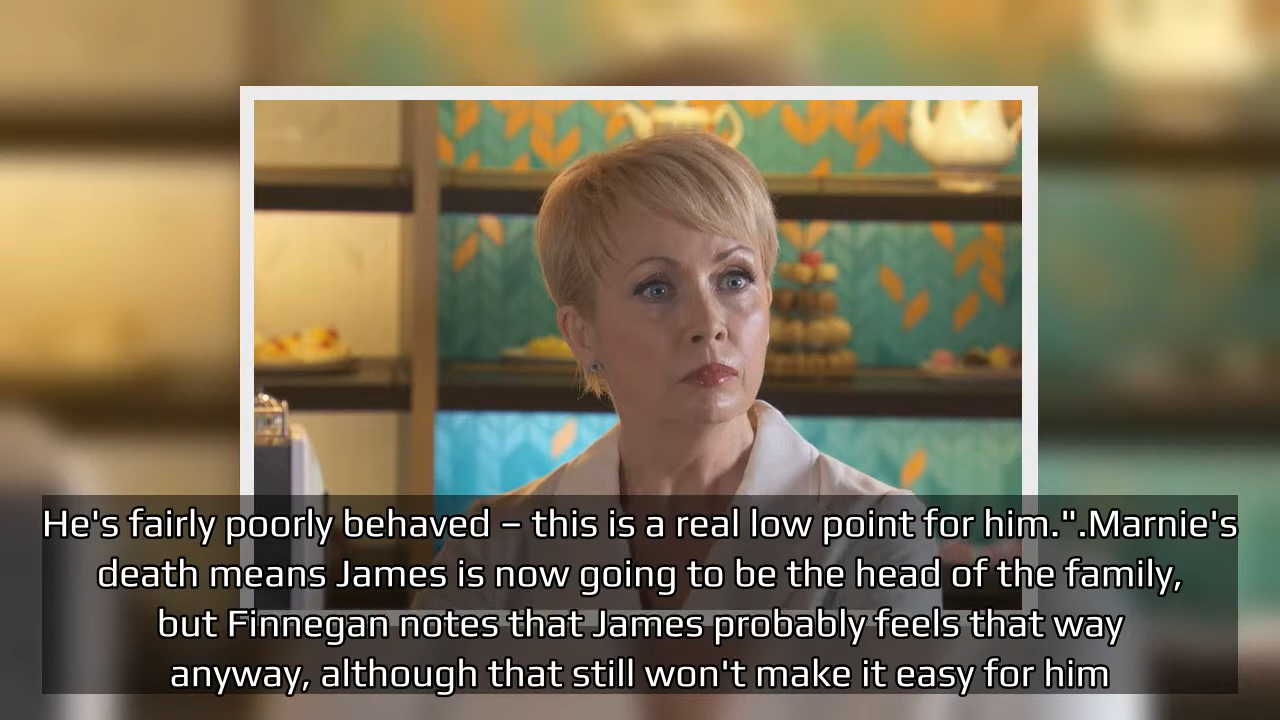 He's fairly poorly behaved – this is a real low point for him.".Marnie's
death means James is now going to be the head of the family,
but Finnegan notes that James probably feels that way
anyway, although that still won't make it easy for him